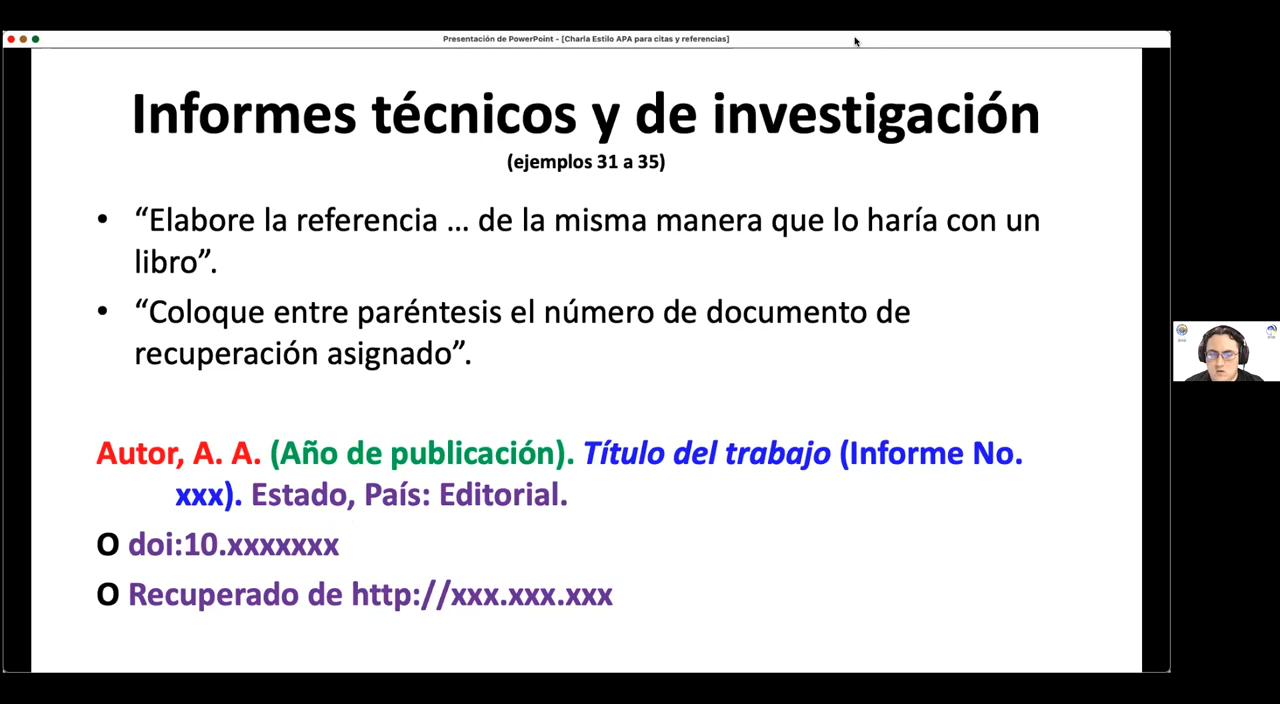 Presentación de PowerPoint - [Charla Estilo APA para citas y referencias]
Informes técnicos y de investigación
(ejemplos 31 a 35)
• “Elabore la referencia ... de la misma manera que lo haría con un
libro”.
• “Coloque entre paréntesis el número de documento de
recuperación asignado”.
Autor, A. A. (Año de publicación). Título del trabajo (Informe No.
xxx). Estado, País: Editorial.
O doi:10.xxxxxxx
O Recuperado de http://xxx.xxx.xxx